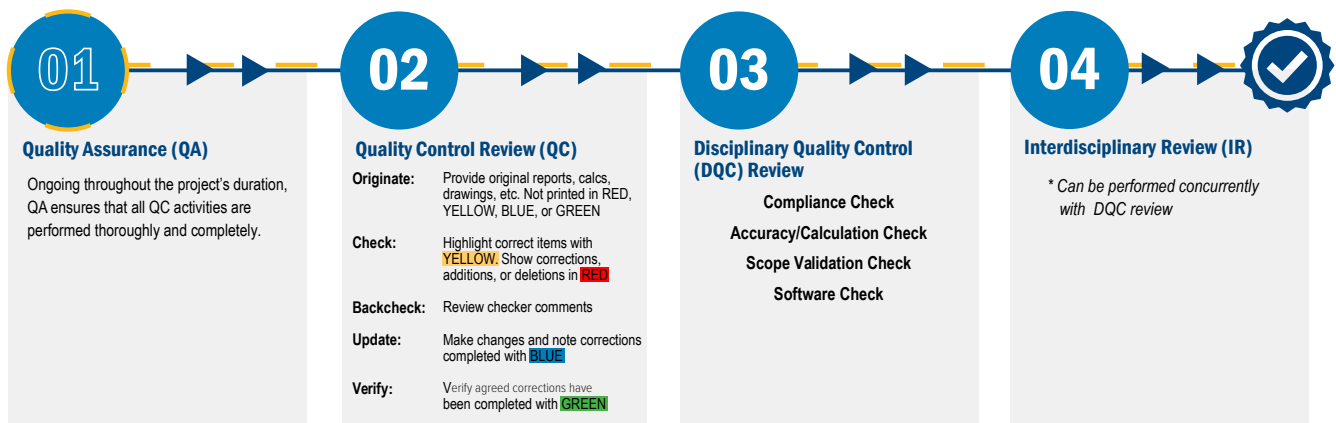 01
Quality Assurance (QA)
Ongoing throughout the project's duration,
QA ensures that all QC activities are
performed thoroughly and completely.
02
Quality Control Review (QC)
Originate: Provide original reports, calcs,
drawings, etc. Not printed in RED,
YELLOW, BLUE, or GREEN
Check: Highlight correct items with
YELLOW. Show corrections,
additions, or deletions in RED
Backcheck: Review checker comments
Update: Make changes and note corrections
completed with BLUE
Verify: Verify agreed corrections have
been completed with GREEN
03
Disciplinary Quality Control
(DQC) Review
Compliance Check
Accuracy/Calculation Check
Scope Validation Check
Software Check
04
Interdisciplinary Review (IR)
* Can be performed concurrently
with DQC review